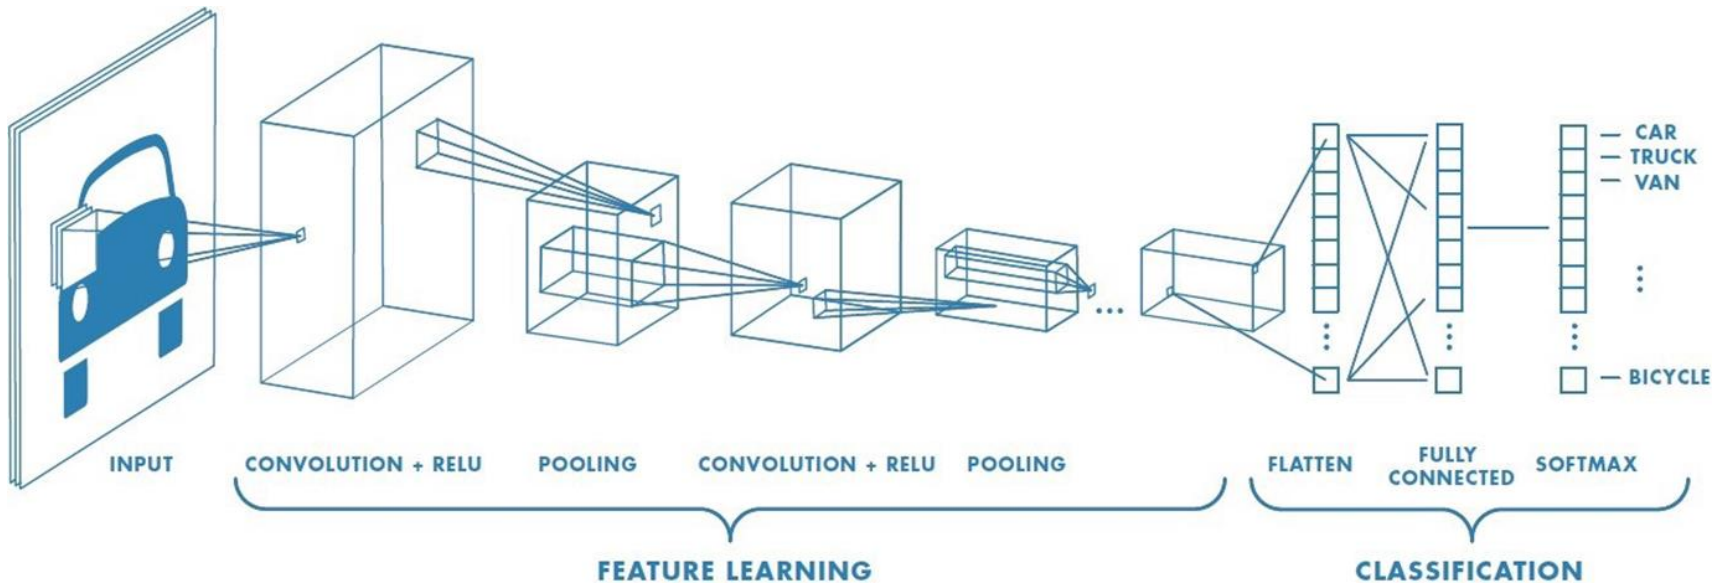 CAR
TRUCK
VAN
BICYCLE
INPUT
CONVOLUTION + RELU
POOLING
CONVOLUTION + RELU
POOLING
FLATTEN
FULLY
CONNECTED
SOFTMAX
FEATURE LEARNING
CLASSIFICATION